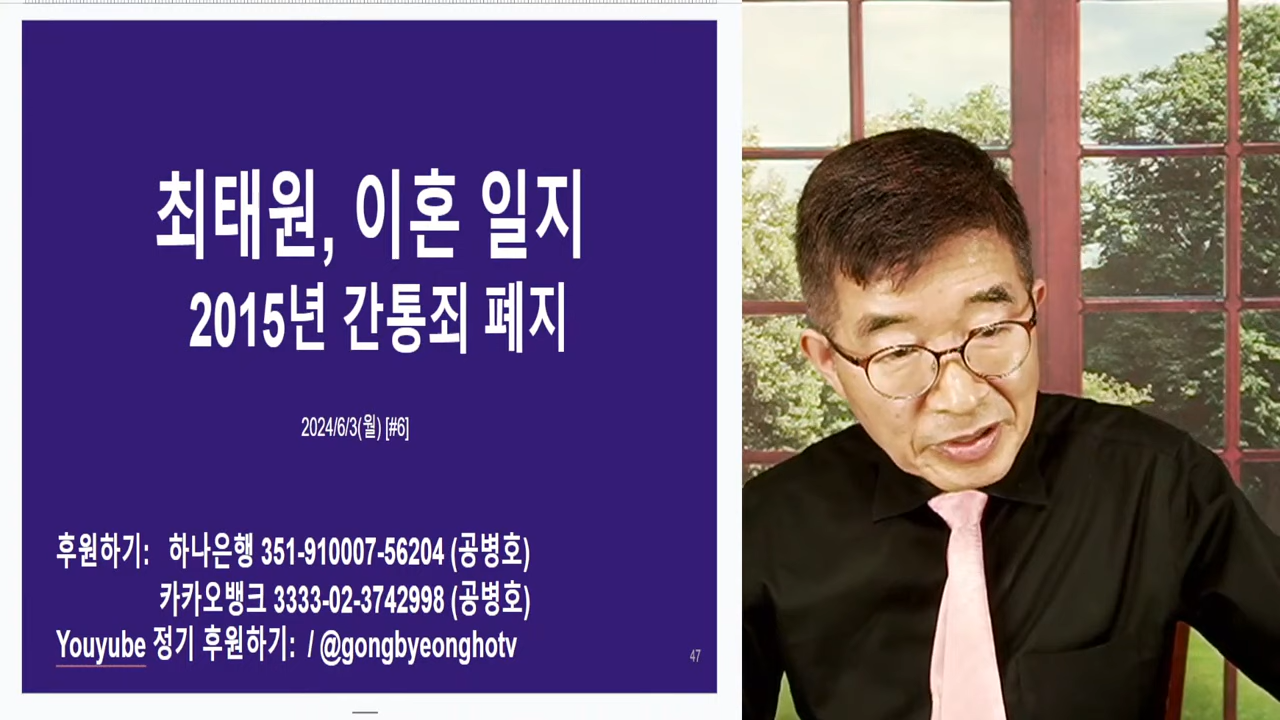 최태원, 이혼 일지
2015년 간통죄 폐지
2024/6/3(월) [#6]
후원하기: 하나은행 351-910007-56204 (공병호)
카카오뱅크 3333-02-3742998 (공병호)
Youyube 정기 후원하기: / @gongbyeonghotv
47